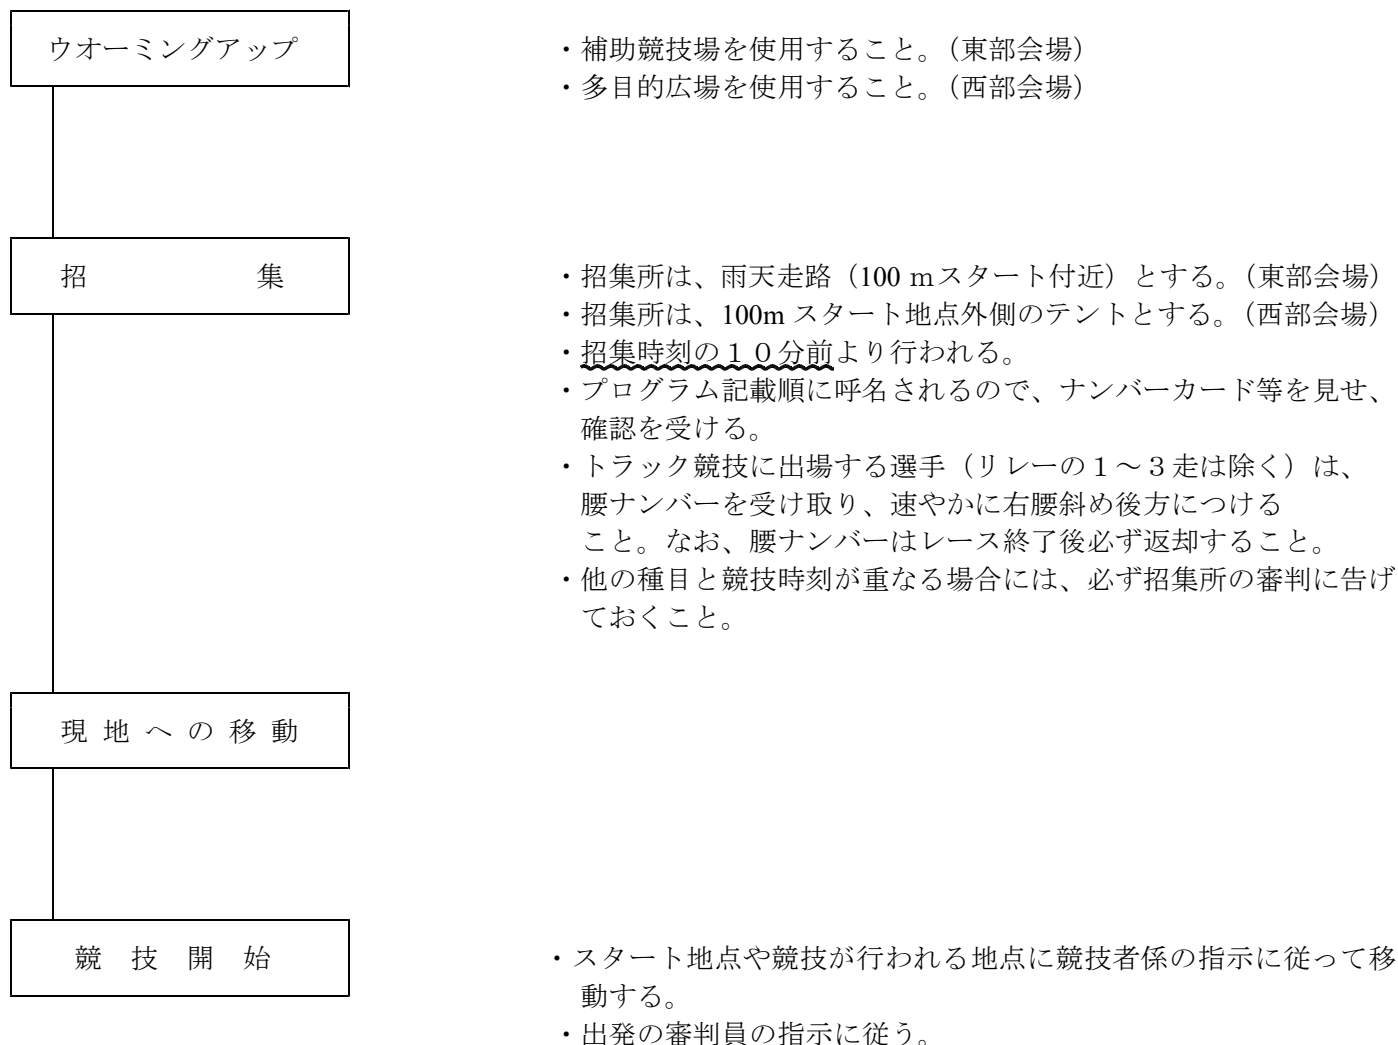 ウオーミングアップ
・補助競技場を使用すること。（東部会場）
・多目的広場を使用すること。（西部会場）
招　　集
・招集所は、雨天走路（100 ｍスタート付近）とする。（東部会場）
・招集所は、100m スタート地点外側のテントとする。（西部会場）
・招集時刻の１０分前より行われる。
・プログラム記載順に呼名されるので、ナンバーカード等を見せ、
確認を受ける。
・トラック競技に出場する選手（リレーの１～３走は除く）は、
腰ナンバーを受け取り、速やかに右腰斜め後方につける
こと。なお、腰ナンバーはレース終了後必ず返却すること。
・他の種目と競技時刻が重なる場合には、必ず招集所の審判に告げ
ておくこと。
現 地 へ の 移 動
競 技 開 始
・スタート地点や競技が行われる地点に競技者係の指示に従って移
動する。
・出発の審判員の指示に従う。